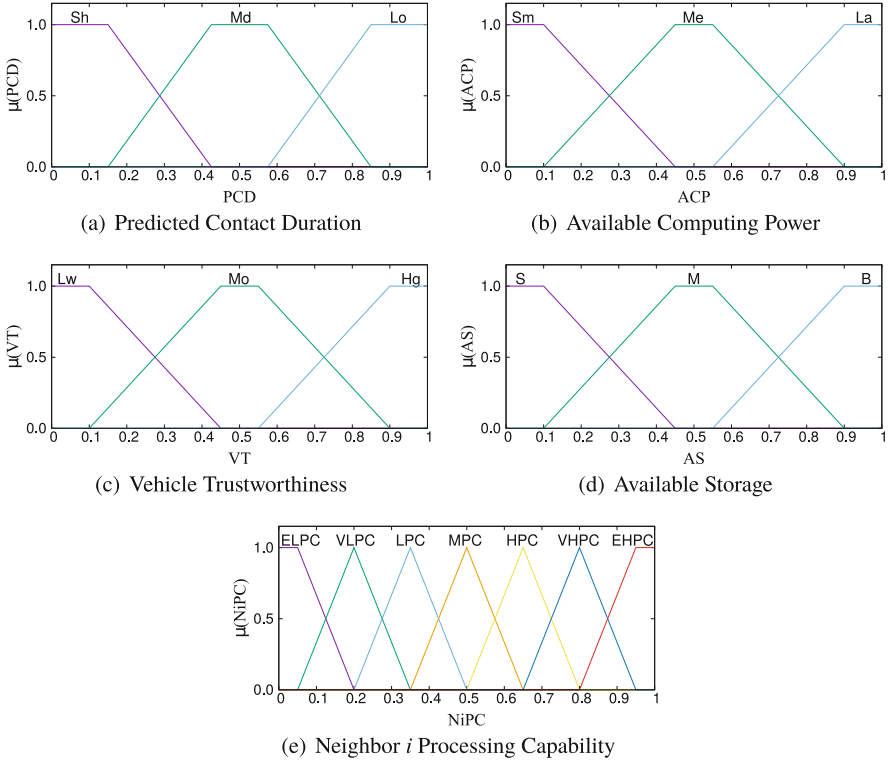 Sh Md Lo
1.0
0.5
0.0
μ(PCD)
0 0.1 0.2 0.3 0.4 0.5 0.6 0.7 0.8 0.9 1
PCD
(a) Predicted Contact Duration
Sm Me La
1.0
0.5
0.0
μ(ACP)
0 0.1 0.2 0.3 0.4 0.5 0.6 0.7 0.8 0.9 1
ACP
(b) Available Computing Power
Lw Mo Hg
1.0
0.5
0.0
μ(VT)
0 0.1 0.2 0.3 0.4 0.5 0.6 0.7 0.8 0.9 1
VT
(c) Vehicle Trustworthiness
S M B
1.0
0.5
0.0
μ(AS)
0 0.1 0.2 0.3 0.4 0.5 0.6 0.7 0.8 0.9 1
AS
(d) Available Storage
ELPC VLPC LPC MPC HPC VHPC EHPC
1.0
0.5
0.0
μ(NiPC)
0 0.1 0.2 0.3 0.4 0.5 0.6 0.7 0.8 0.9 1
NiPC
(e) Neighbor i Processing Capability